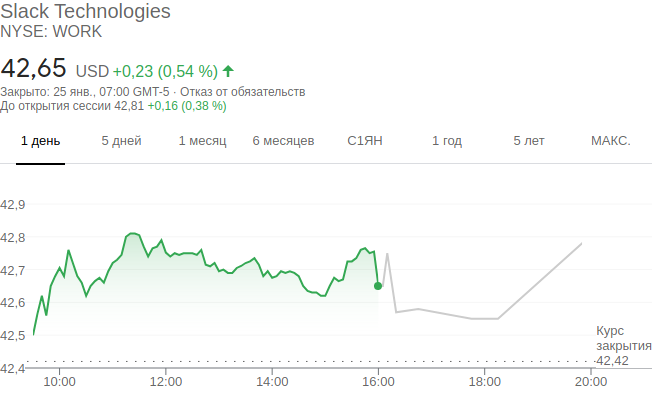 Slack Technologies
NYSE: WORK
42,65 USD +0,23 (0,54 %)
Закрыто: 25 янв., 07:00 GMT-5 · Отказ от обязательств
До открытия сессии 42,81 +0,16 (0,38 %)
1 день 5 дней 1 месяц 6 месяцев С1ЯН 1 год 5 лет МАКС.
42,9
42,8
42,7
42,6
42,5
Курс
закрытия
42,42
42,4
10:00 12:00 14:00 16:00 18:00 20:00